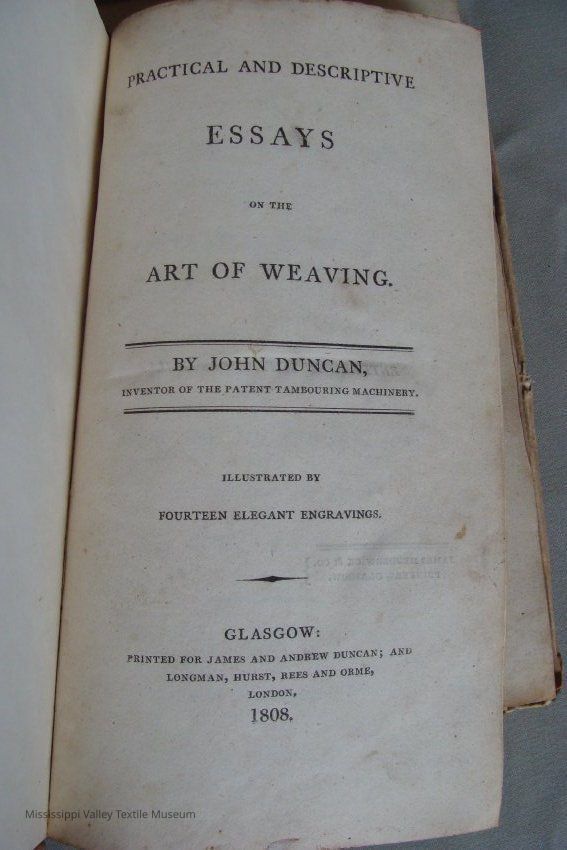 PRACTICAL AND DESCRIPTIVE
ESSAYS
ON THE
ART OF WEAVING.
BY JOHN DUNCAN,
INVENTOR OF THE PATENT TAMBOURING MACHINERY.
ILLUSTRATED BY
FOURTEEN ELEGANT ENGRAVINGS.
GLASGOW:
PRINTED FOR JAMES AND ANDREW DUNCAN; AND
LONGMAN, HURST, REES AND ORME,
LONDON,
1808.
Mississippi Valley Textile Museum